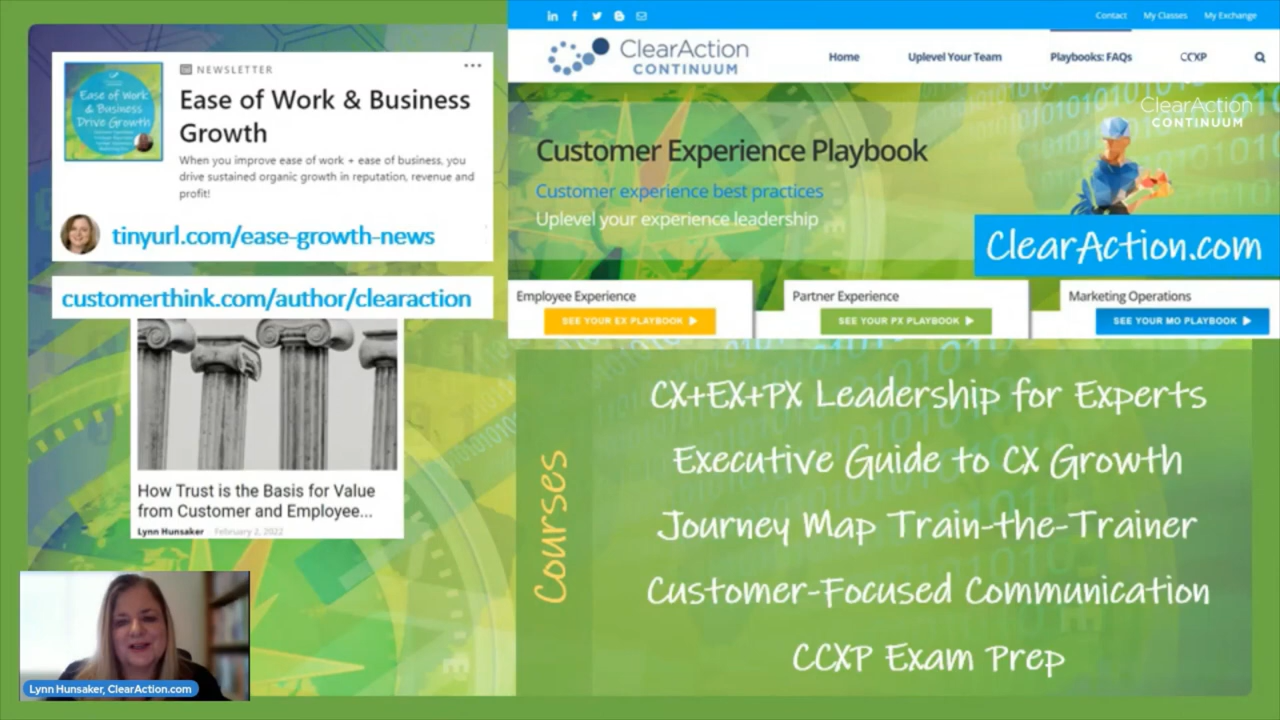 NEWSLETTER
Ease of Work & Business
Growth
When you improve ease of work + ease of business, you
drive sustained organic growth in reputation, revenue and
profit!
Ease of Work
& Business
Drive Growth
tinyurl.com/ease-growth-news
customerthink.com/author/clearaction
How Trust is the Basis for Value
from Customer and Employee...
Lynn Hunsaker February 2, 2022
Lynn Hunsaker, ClearAction.com
Contact My Classes My Exchange
ClearAction
CONTINUUM
Home Uplevel Your Team Playbooks: FAQs CCXP
ClearAction
CONTINUUM
Customer Experience Playbook
Customer experience best practices
Uplevel your experience leadership
ClearAction.com
Employee Experience Partner Experience Marketing Operations
SEE YOUR EX PLAYBOOK SEE YOUR PX PLAYBOOK SEE YOUR MO PLAYBOOK
Courses
CX+EX+PX Leadership for Experts
Executive Guide to CX Growth
Journey Map Train-the-Trainer
Customer-Focused Communication
CCXP Exam Prep